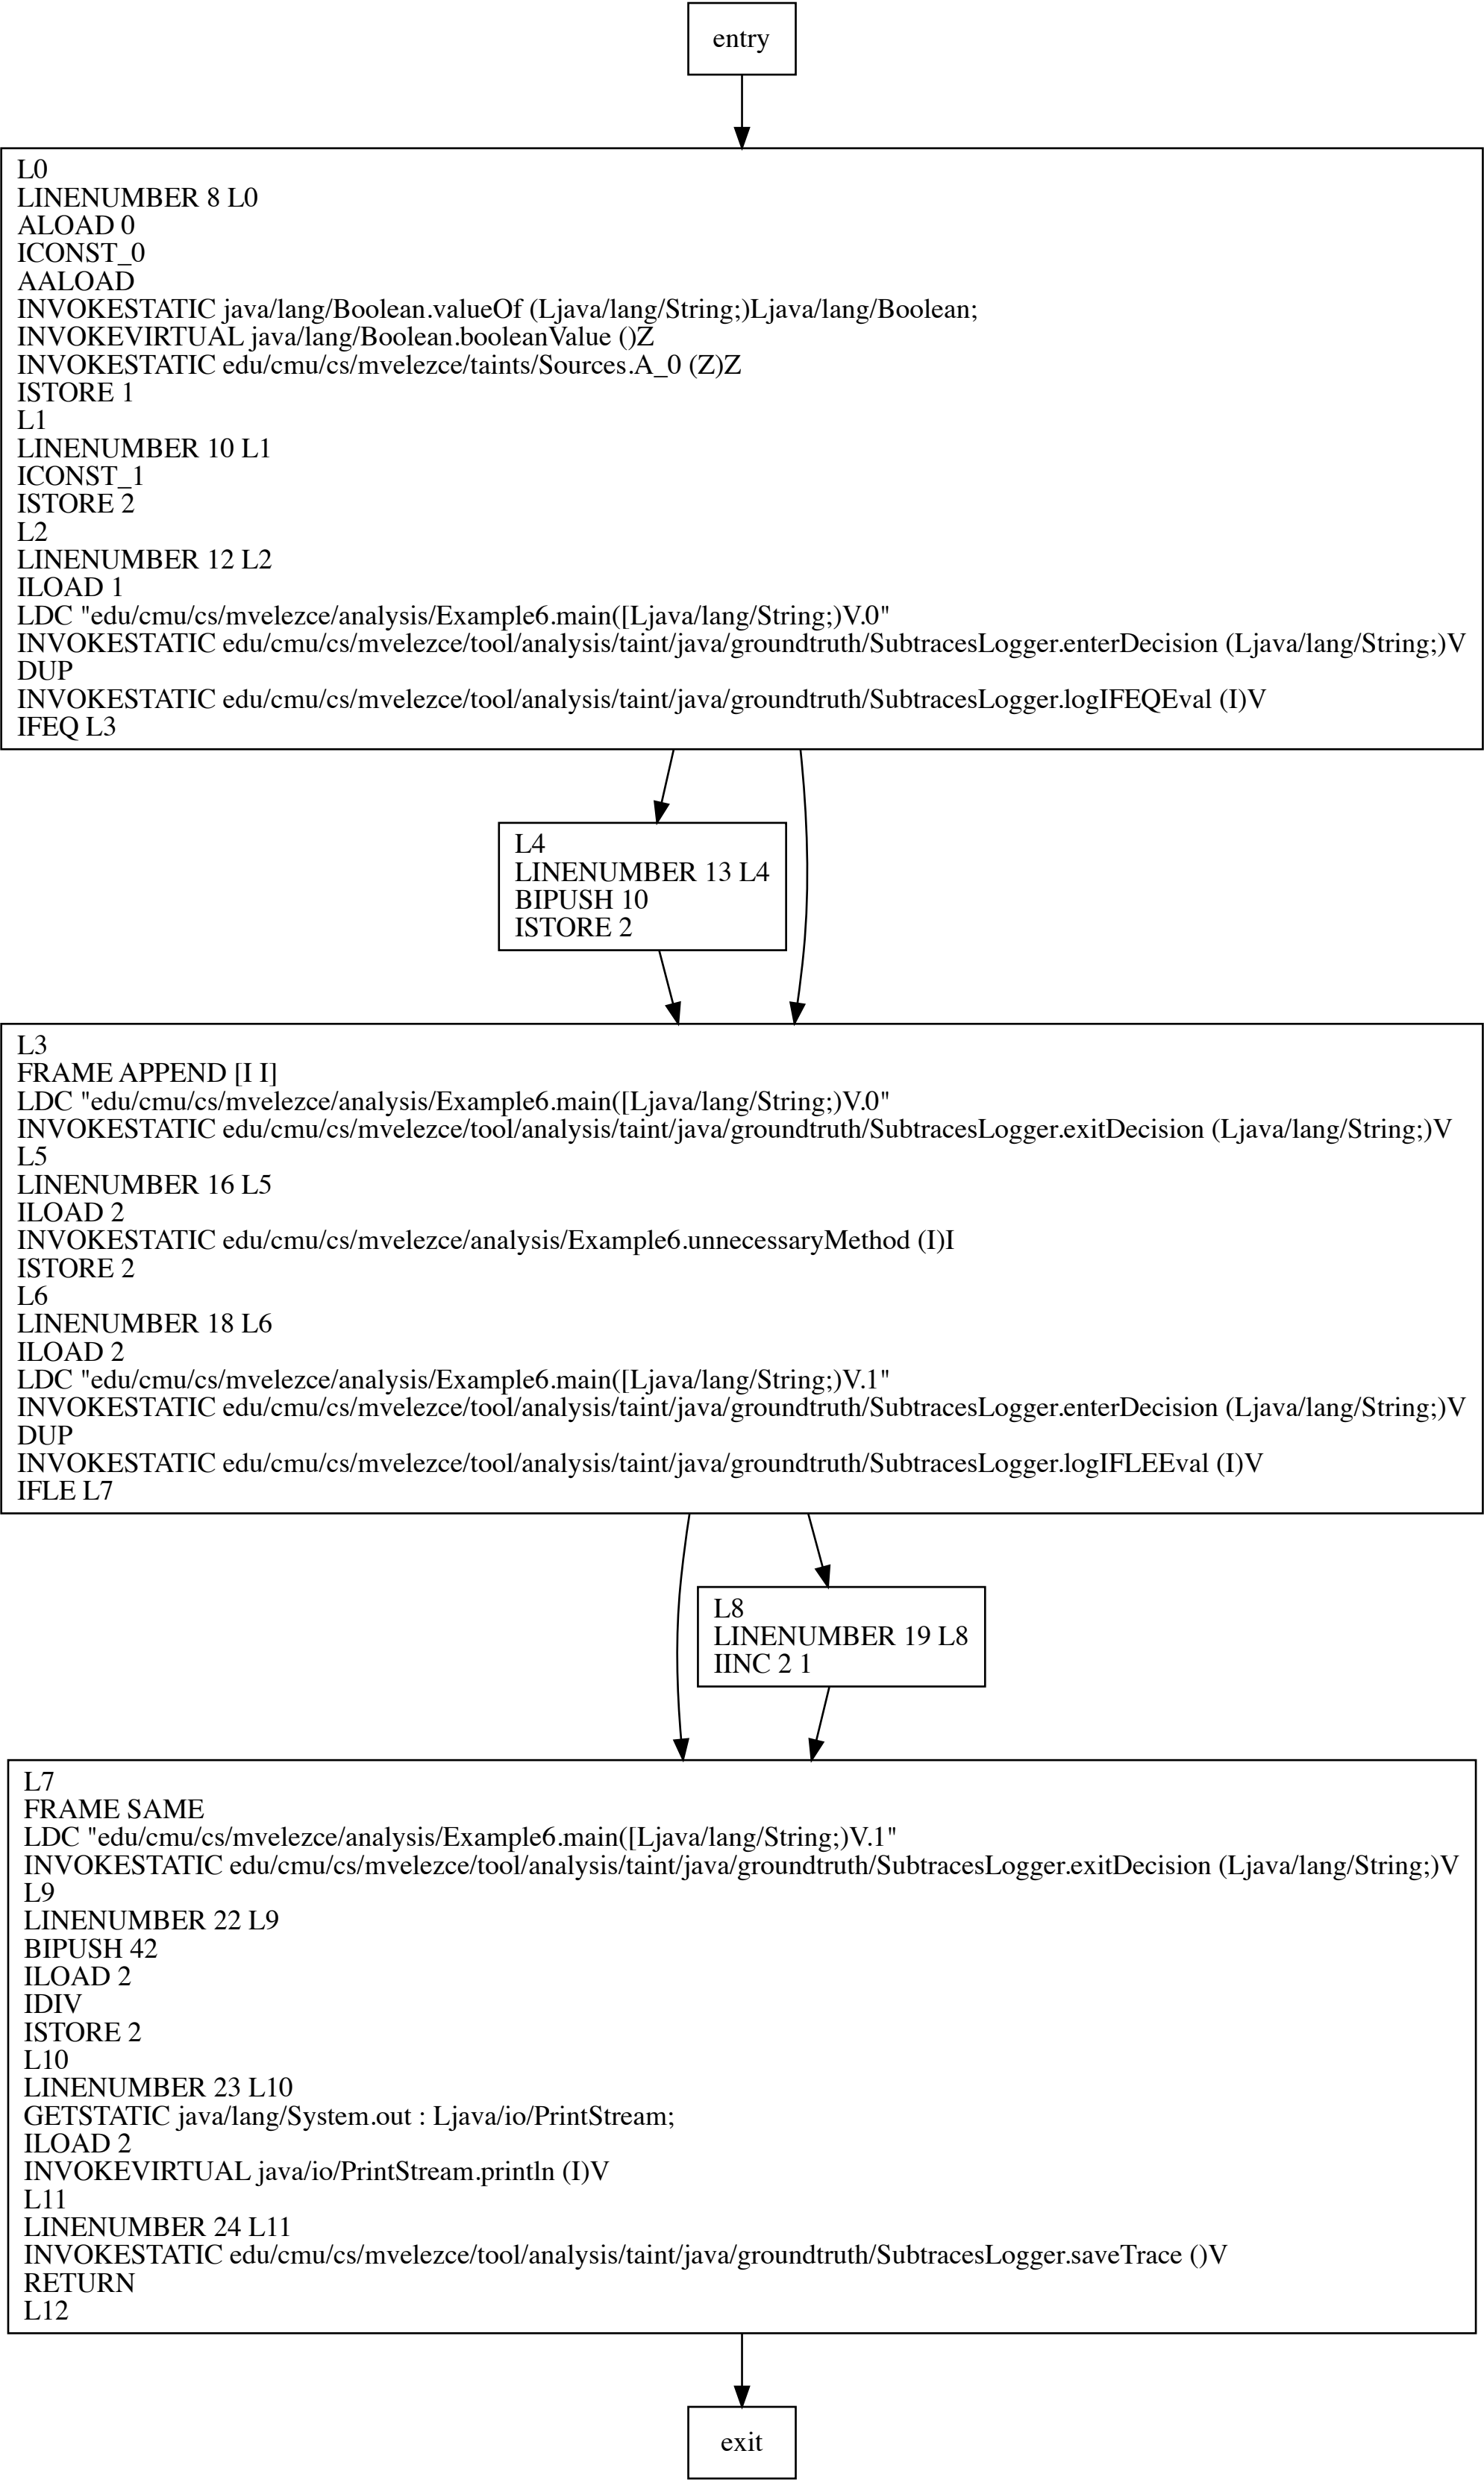 entry
L0
LINENUMBER 8 L0
ALOAD 0
ICONST_0
AALOAD
INVOKESTATIC java/lang/Boolean.valueOf (Ljava/lang/String;)Ljava/lang/Boolean;
INVOKEVIRTUAL java/lang/Boolean.booleanValue ()Z
INVOKESTATIC edu/cmu/cs/mvelezce/taints/Sources.A_0 (Z)Z
ISTORE 1
L1
LINENUMBER 10 L1
ICONST_1
ISTORE 2
L2
LINENUMBER 12 L2
ILOAD 1
LDC "edu/cmu/cs/mvelezce/analysis/Example6.main([Ljava/lang/String;)V.0"
INVOKESTATIC edu/cmu/cs/mvelezce/tool/analysis/taint/java/groundtruth/SubtracesLogger.enterDecision (Ljava/lang/String;)V
DUP
INVOKESTATIC edu/cmu/cs/mvelezce/tool/analysis/taint/java/groundtruth/SubtracesLogger.logIFEQEval (I)V
IFEQ L3
L4
LINENUMBER 13 L4
BIPUSH 10
ISTORE 2
L3
FRAME APPEND [I I]
LDC "edu/cmu/cs/mvelezce/analysis/Example6.main([Ljava/lang/String;)V.0"
INVOKESTATIC edu/cmu/cs/mvelezce/tool/analysis/taint/java/groundtruth/SubtracesLogger.exitDecision (Ljava/lang/String;)V
L5
LINENUMBER 16 L5
ILOAD 2
INVOKESTATIC edu/cmu/cs/mvelezce/analysis/Example6.unnecessaryMethod (I)I
ISTORE 2
L6
LINENUMBER 18 L6
ILOAD 2
LDC "edu/cmu/cs/mvelezce/analysis/Example6.main([Ljava/lang/String;)V.1"
INVOKESTATIC edu/cmu/cs/mvelezce/tool/analysis/taint/java/groundtruth/SubtracesLogger.enterDecision (Ljava/lang/String;)V
DUP
INVOKESTATIC edu/cmu/cs/mvelezce/tool/analysis/taint/java/groundtruth/SubtracesLogger.logIFLEEval (I)V
IFLE L7
L8
LINENUMBER 19 L8
IINC 2 1
L7
FRAME SAME
LDC "edu/cmu/cs/mvelezce/analysis/Example6.main([Ljava/lang/String;)V.1"
INVOKESTATIC edu/cmu/cs/mvelezce/tool/analysis/taint/java/groundtruth/SubtracesLogger.exitDecision (Ljava/lang/String;)V
L9
LINENUMBER 22 L9
BIPUSH 42
ILOAD 2
IDIV
ISTORE 2
L10
LINENUMBER 23 L10
GETSTATIC java/lang/System.out : Ljava/io/PrintStream;
ILOAD 2
INVOKEVIRTUAL java/io/PrintStream.println (I)V
L11
LINENUMBER 24 L11
INVOKESTATIC edu/cmu/cs/mvelezce/tool/analysis/taint/java/groundtruth/SubtracesLogger.saveTrace ()V
RETURN
L12
exit